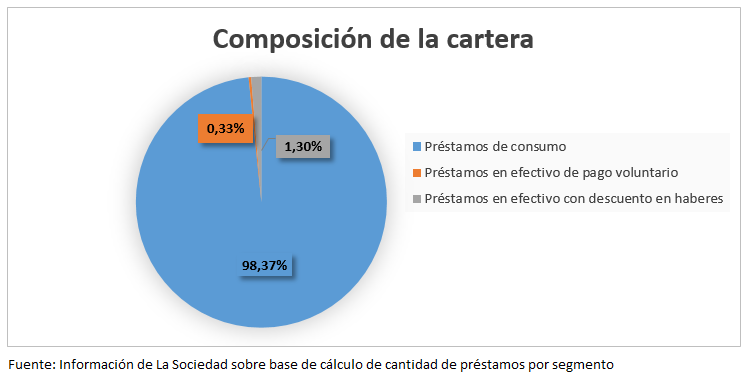 Composición de la cartera
0,33%
1,30%
98,37%
Préstamos de consumo
Préstamos en efectivo de pago voluntario
Préstamos en efectivo con descuento en haberes
Fuente: Información de La Sociedad sobre base de cálculo de cantidad de préstamos por segmento